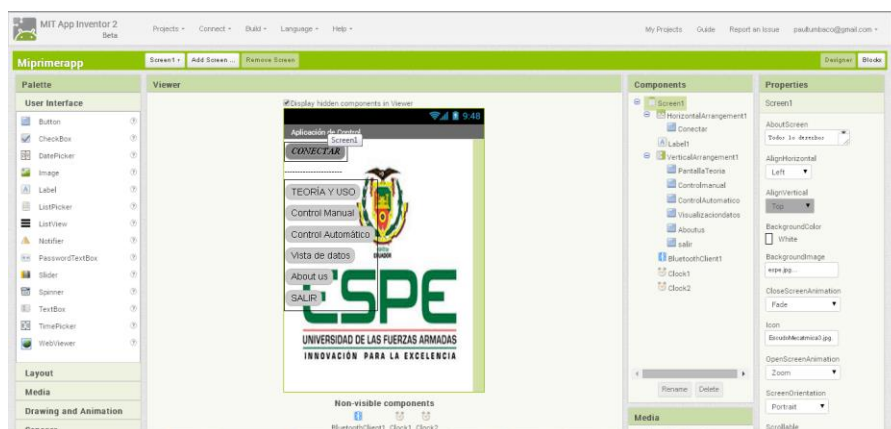 MIT App Inventor 2
Beta
Projects Connect Build Language Help
My Projects Guide Report an Issue paultumbaco@gmail.com
Miprimerapp
Screen1 Add Screen ... Remove Screen
Designer Blocks
Palette
User Interface
Button
CheckBox
DatePicker
Image
Label
ListPicker
ListView
Notifier
PasswordTextBox
Slider
Spinner
TextBox
TimePicker
WebViewer
Layout
Media
Drawing and Animation
Viewer
Display hidden components in Viewer
9:48
Aplicación de Control
Screen1
CONECTAR
---------------------
TEORÍA Y USO
Control Manual
Control Automático
Vista de datos
About us
SALIR
ECUADOR
ESPE
UNIVERSIDAD DE LAS FUERZAS ARMADAS
INNOVACIÓN PARA LA EXCELENCIA
Non-visible components
BluetoothClient1 Clock1 Clock2
Components
Screen1
HorizontalArrangement1
Conectar
Label1
VerticalArrangement1
PantallaTeoria
Controlmanual
ControlAutomatico
Visualizaciondatos
Aboutus
salir
BluetoothClient1
Clock1
Clock2
Rename Delete
Media
Properties
Screen1
AboutScreen
Todos lo derechos
AlignHorizontal
Left
AlignVertical
Top
BackgroundColor
White
BackgroundImage
espe.jpg...
CloseScreenAnimation
Fade
Icon
EscudoMecatronica3.jpg
OpenScreenAnimation
Zoom
ScreenOrientation
Portrait
Scrollable